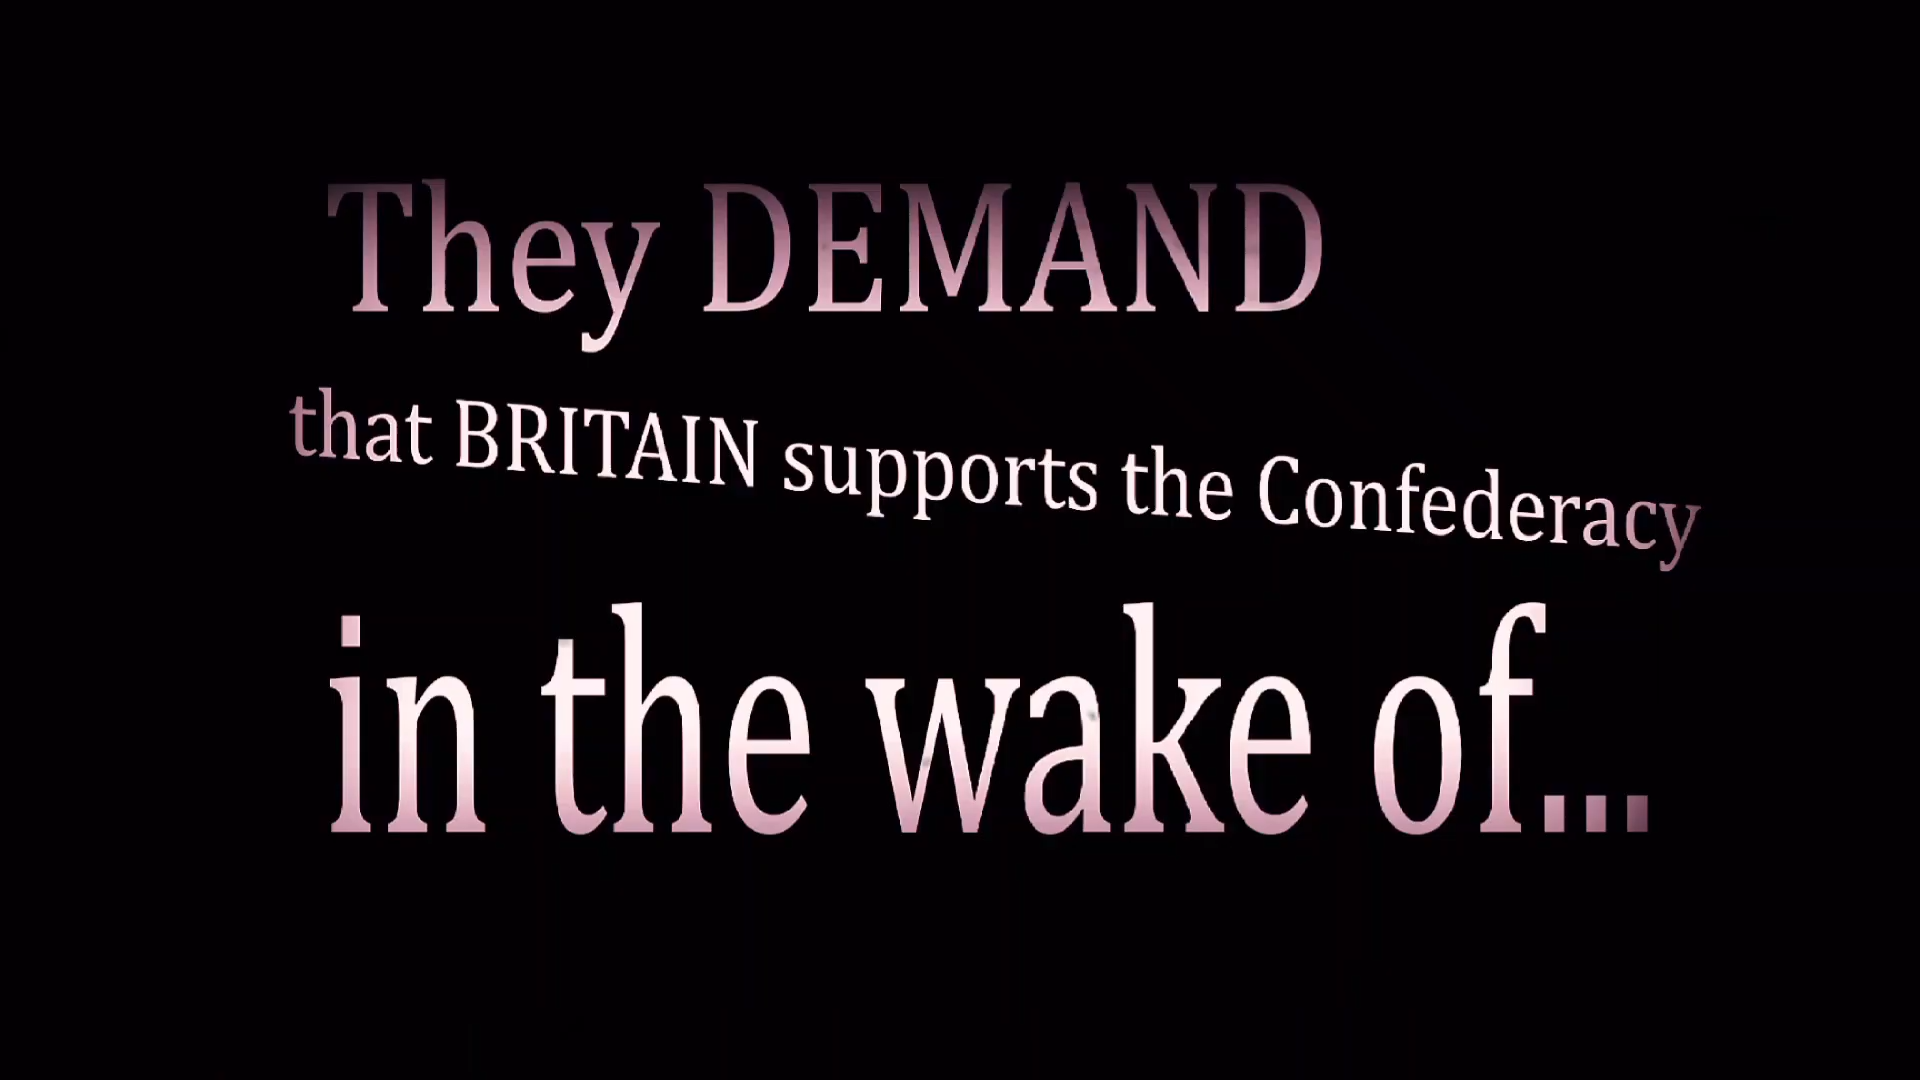 They DEMAND
that BRITAIN supports the Confederacy
in the wake of...